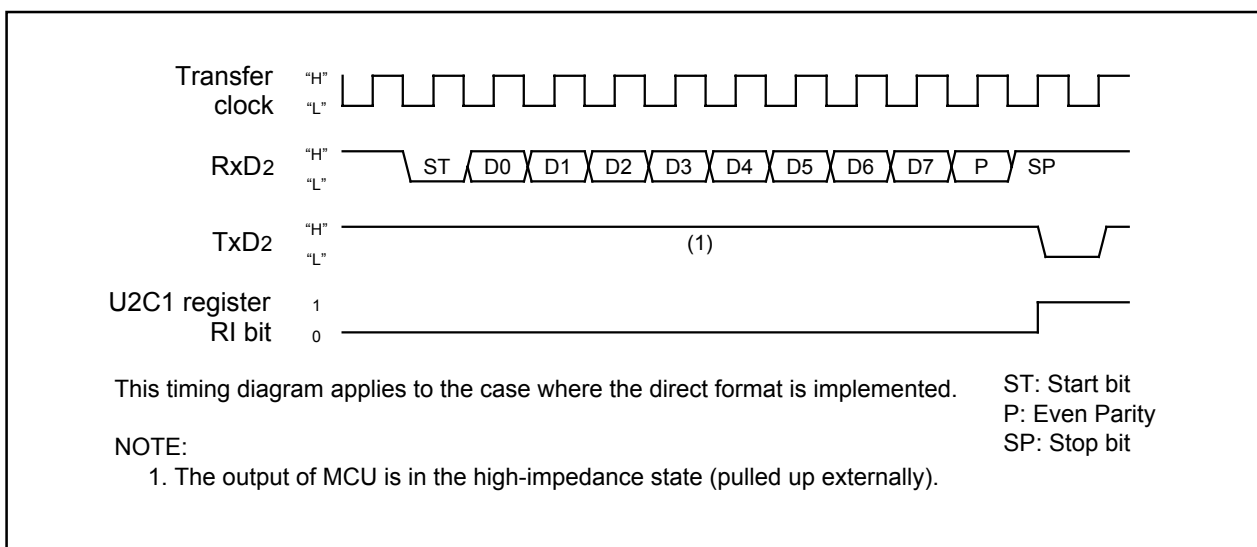 Transfer clock “H” “L”
RxD2 “H” “L” ST D0 D1 D2 D3 D4 D5 D6 D7 P SP
TxD2 “H” “L” (1)
U2C1 register RI bit 1 0
This timing diagram applies to the case where the direct format is implemented.
ST: Start bit
P: Even Parity
SP: Stop bit
NOTE:
1. The output of MCU is in the high-impedance state (pulled up externally).